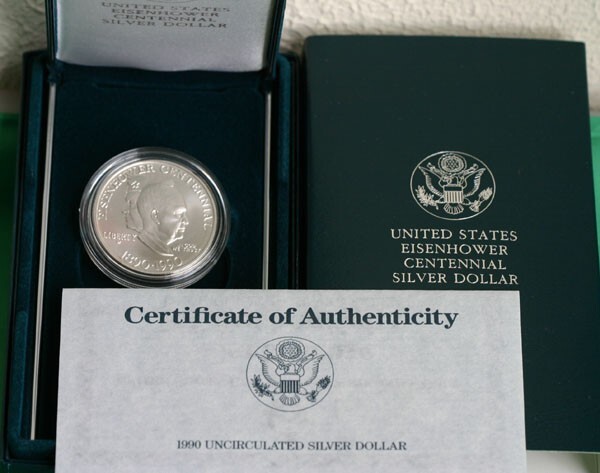 UNITED STATES
EISENHOWER
CENTENNIAL
SILVER DOLLAR
EISENHOWER CENTENNIAL
LIBERTY
1890-1990
UNITED STATES
EISENHOWER
CENTENNIAL
SILVER DOLLAR
Certificate of Authenticity
1990 UNCIRCULATED SILVER DOLLAR